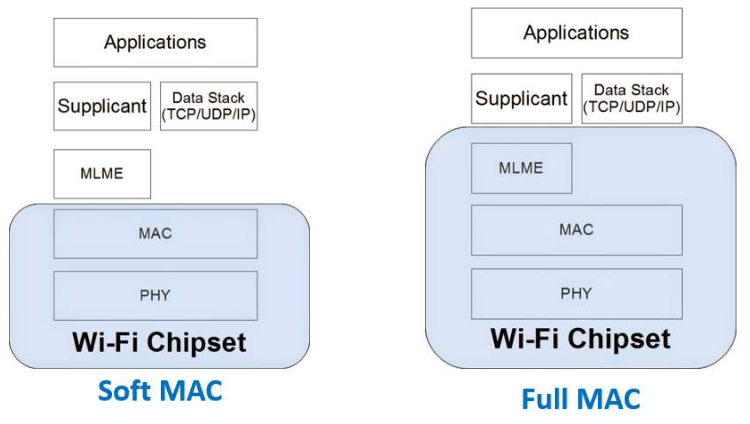 Applications
Supplicant
Data Stack
(TCP/UDP/IP)
MLME
MAC
PHY
Wi-Fi Chipset
Soft MAC
Applications
Supplicant
Data Stack
(TCP/UDP/IP)
MLME
MAC
PHY
Wi-Fi Chipset
Full MAC